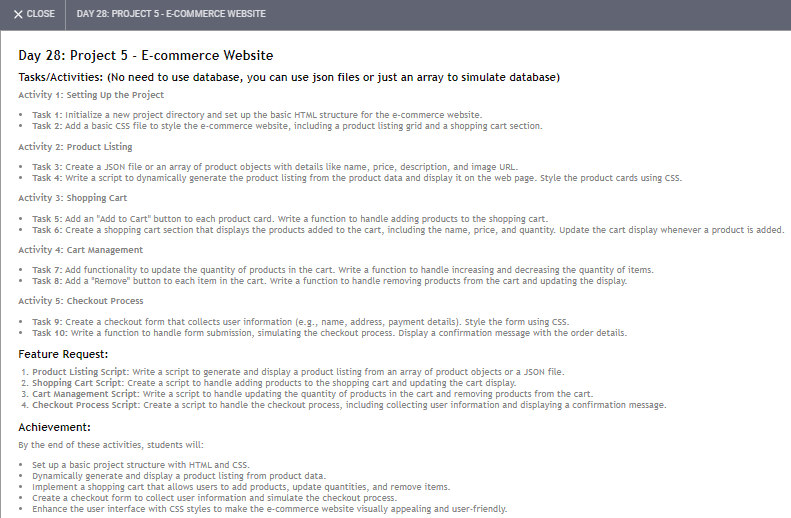 CLOSE DAY 28: PROJECT 5 - E-COMMERCE WEBSITE
Day 28: Project 5 - E-commerce Website
Tasks/Activities: (No need to use database, you can use json files or just an array to simulate database)
Activity 1: Setting Up the Project
• Task 1: Initialize a new project directory and set up the basic HTML structure for the e-commerce website.
• Task 2: Add a basic CSS file to style the e-commerce website, including a product listing grid and a shopping cart section.
Activity 2: Product Listing
• Task 3: Create a JSON file or an array of product objects with details like name, price, description, and image URL.
• Task 4: Write a script to dynamically generate the product listing from the product data and display it on the web page. Style the product cards using CSS.
Activity 3: Shopping Cart
• Task 5: Add an "Add to Cart" button to each product card. Write a function to handle adding products to the shopping cart.
• Task 6: Create a shopping cart section that displays the products added to the cart, including the name, price, and quantity. Update the cart display whenever a product is added.
Activity 4: Cart Management
• Task 7: Add functionality to update the quantity of products in the cart. Write a function to handle increasing and decreasing the quantity of items.
• Task 8: Add a "Remove" button to each item in the cart. Write a function to handle removing products from the cart and updating the display.
Activity 5: Checkout Process
• Task 9: Create a checkout form that collects user information (e.g., name, address, payment details). Style the form using CSS.
• Task 10: Write a function to handle form submission, simulating the checkout process. Display a confirmation message with the order details.
Feature Request:
1. Product Listing Script: Write a script to generate and display a product listing from an array of product objects or a JSON file.
2. Shopping Cart Script: Create a script to handle adding products to the shopping cart and updating the cart display.
3. Cart Management Script: Write a script to handle updating the quantity of products in the cart and removing products from the cart.
4. Checkout Process Script: Create a script to handle the checkout process, including collecting user information and displaying a confirmation message.
Achievement:
By the end of these activities, students will:
• Set up a basic project structure with HTML and CSS.
• Dynamically generate and display a product listing from product data.
• Implement a shopping cart that allows users to add products, update quantities, and remove items.
• Create a checkout form to collect user information and simulate the checkout process.
• Enhance the user interface with CSS styles to make the e-commerce website visually appealing and user-friendly.